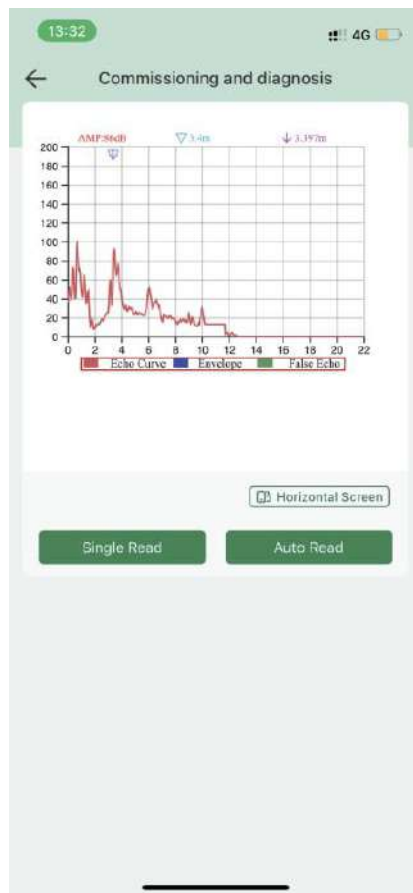 13:32 4G
Commissioning and diagnosis
AMP:86dB 3.4m 3.397m
200
180
160
140
120
100
80
60
40
20
0
0 2 4 6 8 10 12 14 16 18 20 22
Echo Curve Envelope False Echo
Horizontal Screen
Single Read Auto Read